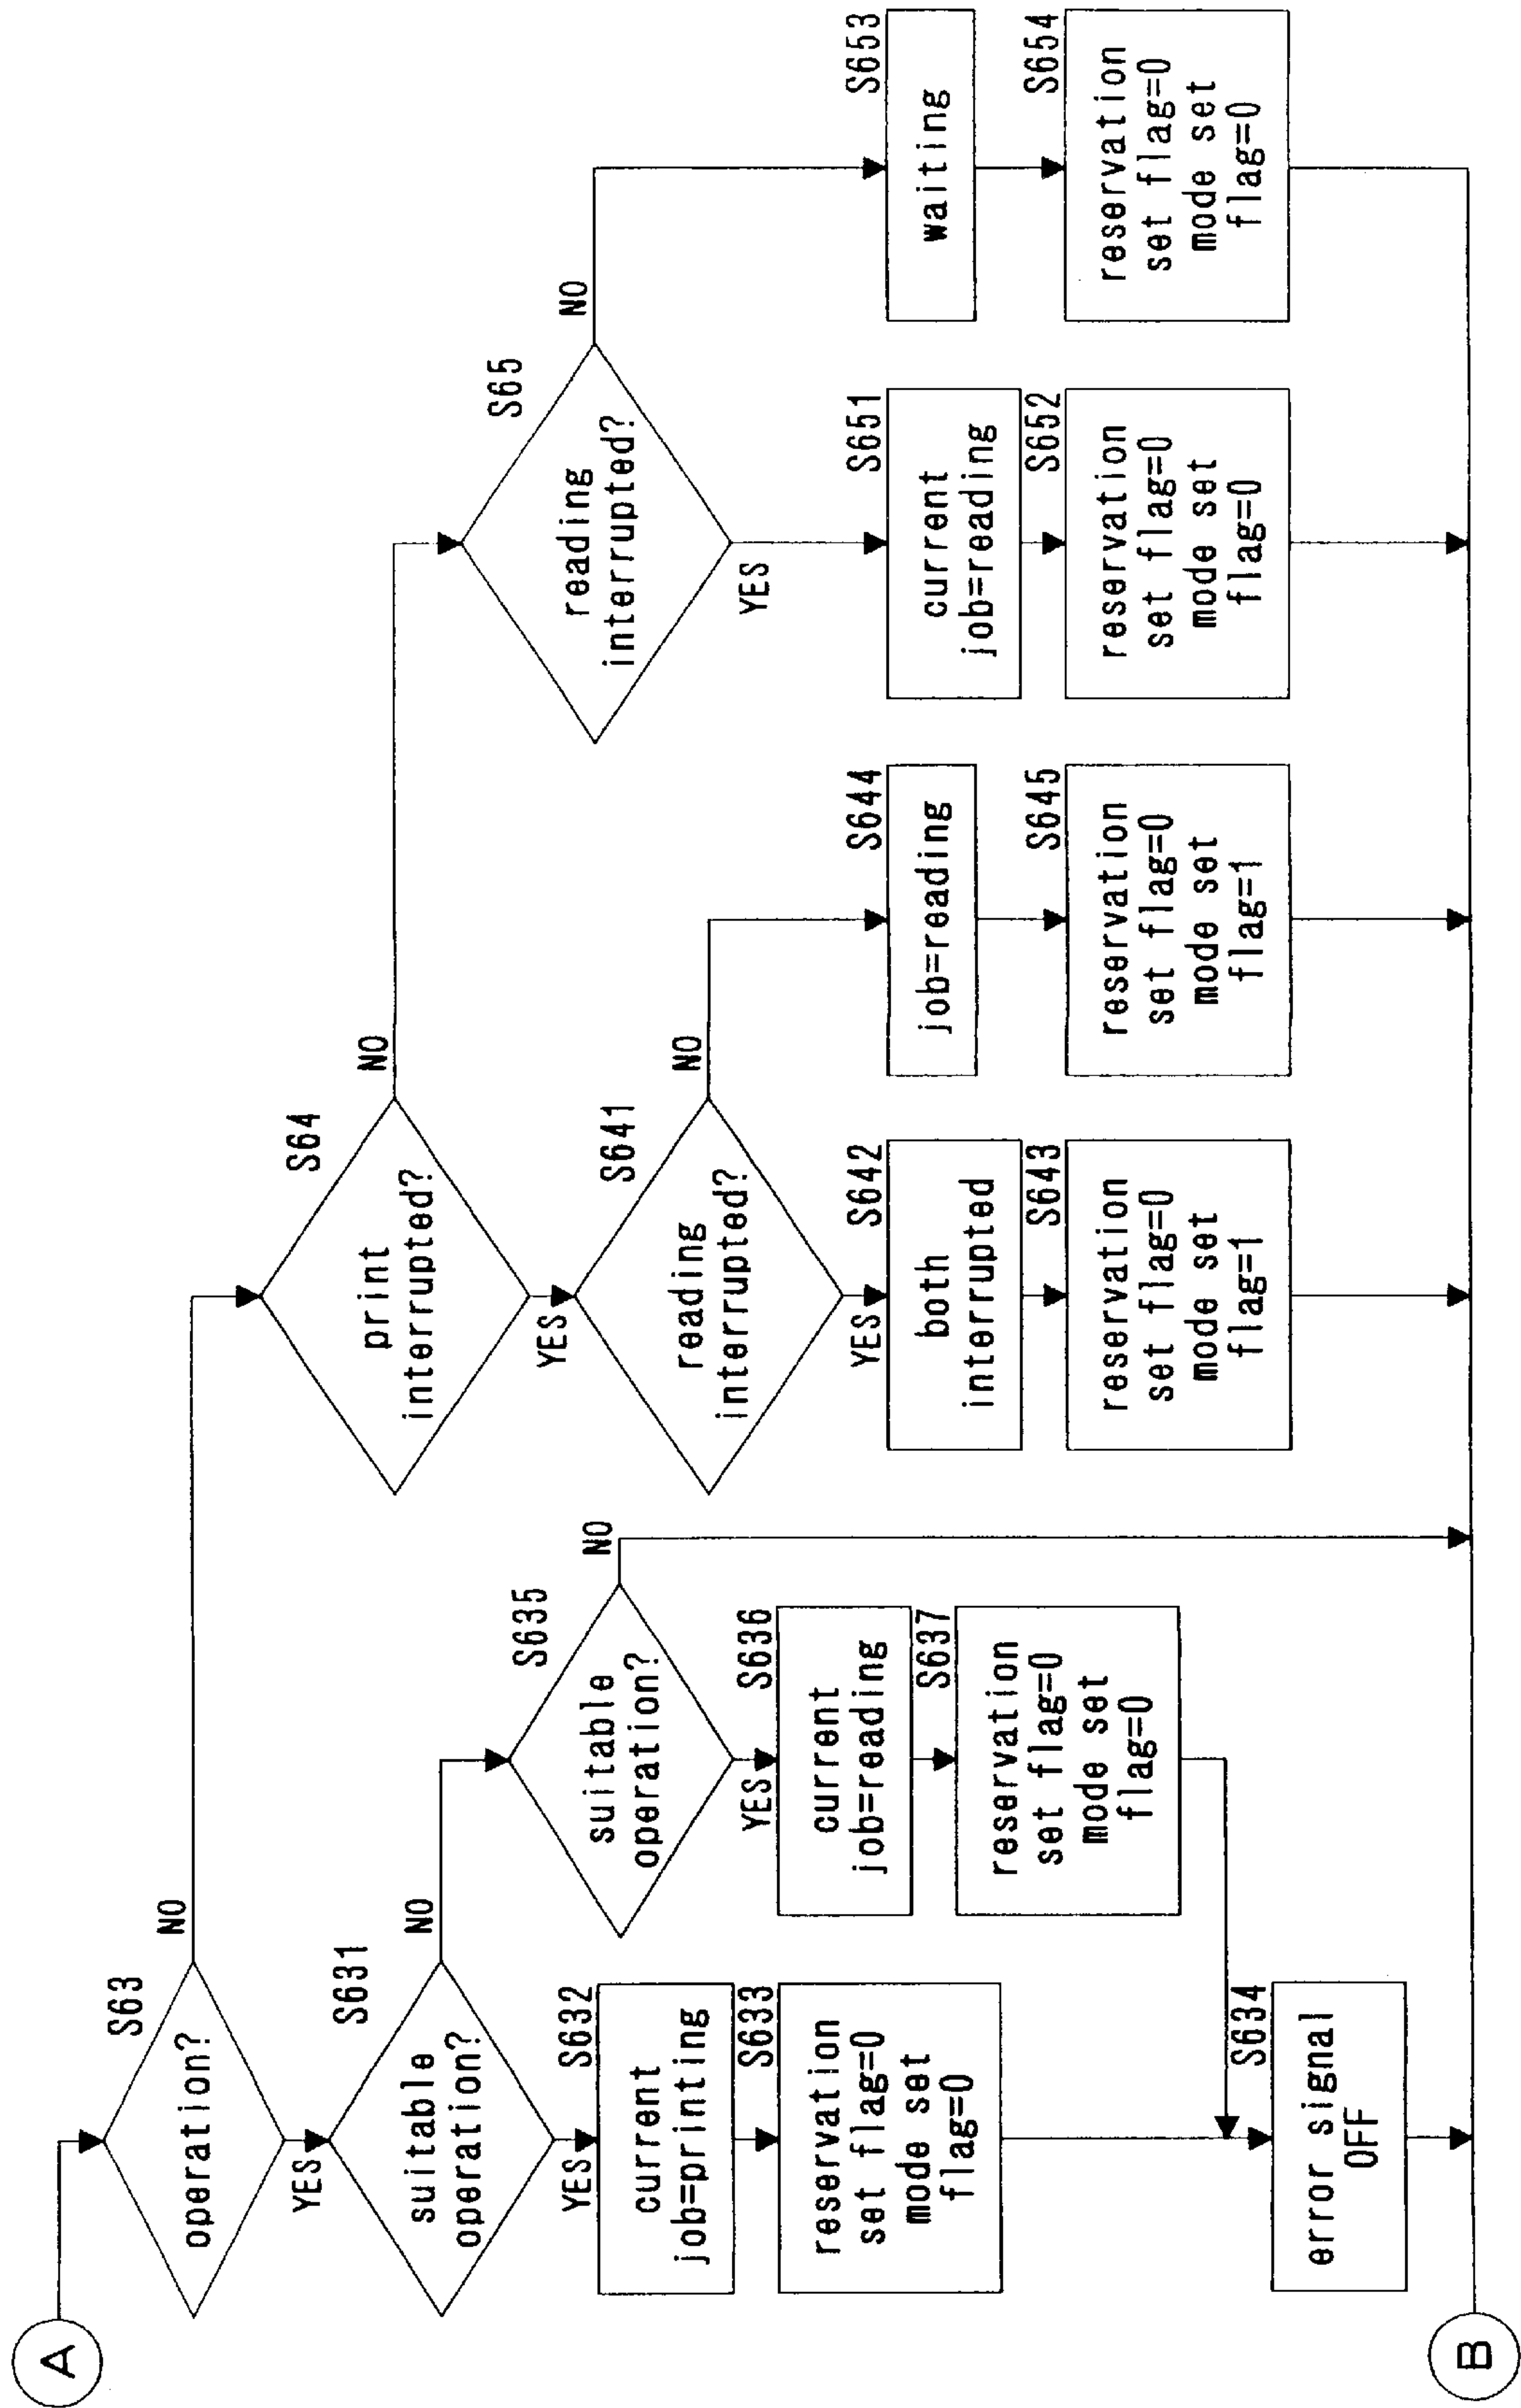 A
S63
operation?
NO
YES
S631
suitable
operation?
NO
YES
S632
current
job=printing
S633
reservation
set flag=0
mode set
flag=0
S634
error signal
OFF
S635
suitable
operation?
NO
YES
S636
current
job=reading
S637
reservation
set flag=0
mode set
flag=0
S64
print
interrupted?
NO
YES
S641
reading
interrupted?
NO
YES
S642
both
interrupted
S643
reservation
set flag=0
mode set
flag=1
S644
job=reading
S645
reservation
set flag=0
mode set
flag=1
S65
reading
interrupted?
NO
YES
S651
current
job=reading
S652
reservation
set flag=0
mode set
flag=0
S653
waiting
S654
reservation
set flag=0
mode set
flag=0
B